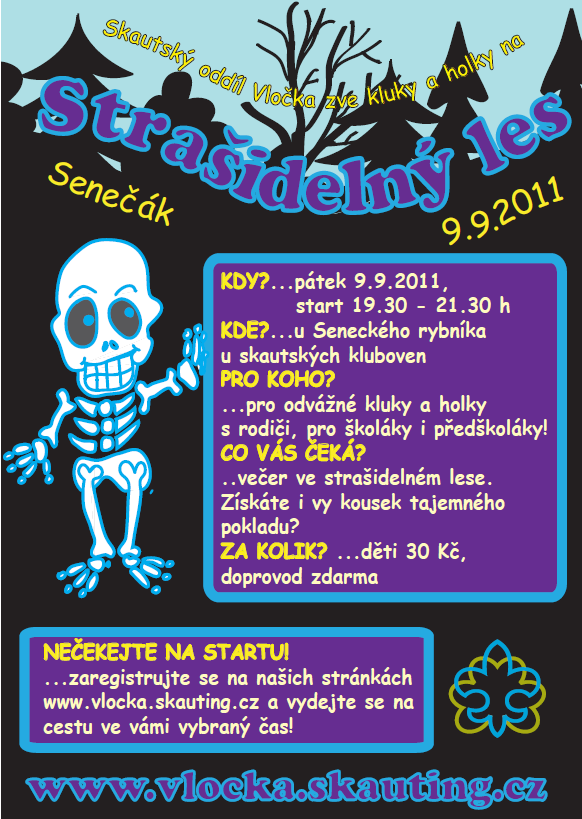 Skautský oddíl Vločka zve kluky a holky na
Strašidelný les
Senečák
9.9.2011
KDY?...pátek 9.9.2011,
start 19.30 - 21.30 h
KDE?...u Seneckého rybníka
u skautských kluboven
PRO KOHO?
...pro odvážné kluky a holky
s rodiči, pro školáky i předškoláky!
CO VÁS ČEKÁ?
..večer ve strašidelném lese.
Získáte i vy kousek tajemného
pokladu?
ZA KOLIK? ...děti 30 Kč,
doprovod zdarma
NEČEKEJTE NA STARTU!
...zaregistrujte se na našich stránkách
www.vlocka.skauting.cz a vydejte se na
cestu ve vámi vybraný čas!
www.vlocka.skauting.cz